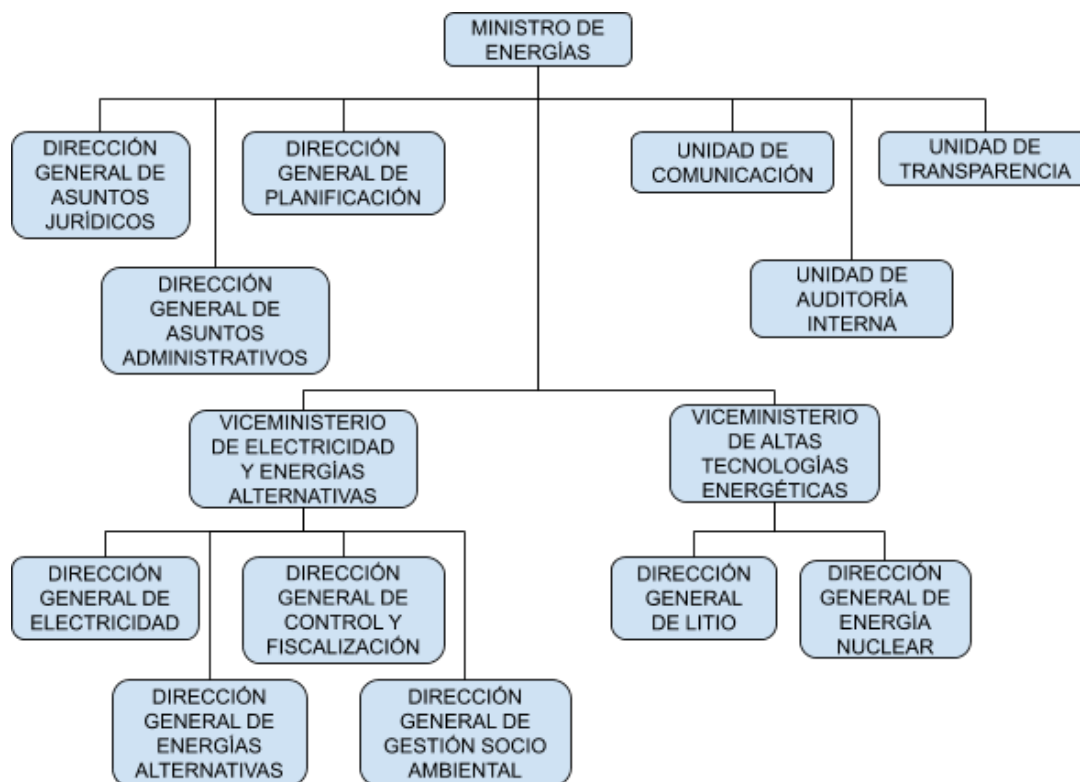 MINISTRO DE
ENERGÍAS
DIRECCIÓN
GENERAL DE
ASUNTOS
JURÍDICOS
DIRECCIÓN
GENERAL DE
PLANIFICACIÓN
UNIDAD DE
COMUNICACIÓN
UNIDAD DE
TRANSPARENCIA
DIRECCIÓN
GENERAL DE
ASUNTOS
ADMINISTRATIVOS
UNIDAD DE
AUDITORÍA
INTERNA
VICEMINISTERIO
DE ELECTRICIDAD
Y ENERGÍAS
ALTERNATIVAS
VICEMINISTERIO
DE ALTAS
TECNOLOGÍAS
ENERGÉTICAS
DIRECCIÓN
GENERAL DE
ELECTRICIDAD
DIRECCIÓN
GENERAL DE
CONTROL Y
FISCALIZACIÓN
DIRECCIÓN
GENERAL
DE LITIO
DIRECCIÓN
GENERAL DE
ENERGÍA
NUCLEAR
DIRECCIÓN
GENERAL DE
ENERGÍAS
ALTERNATIVAS
DIRECCIÓN
GENERAL DE
GESTIÓN SOCIO
AMBIENTAL